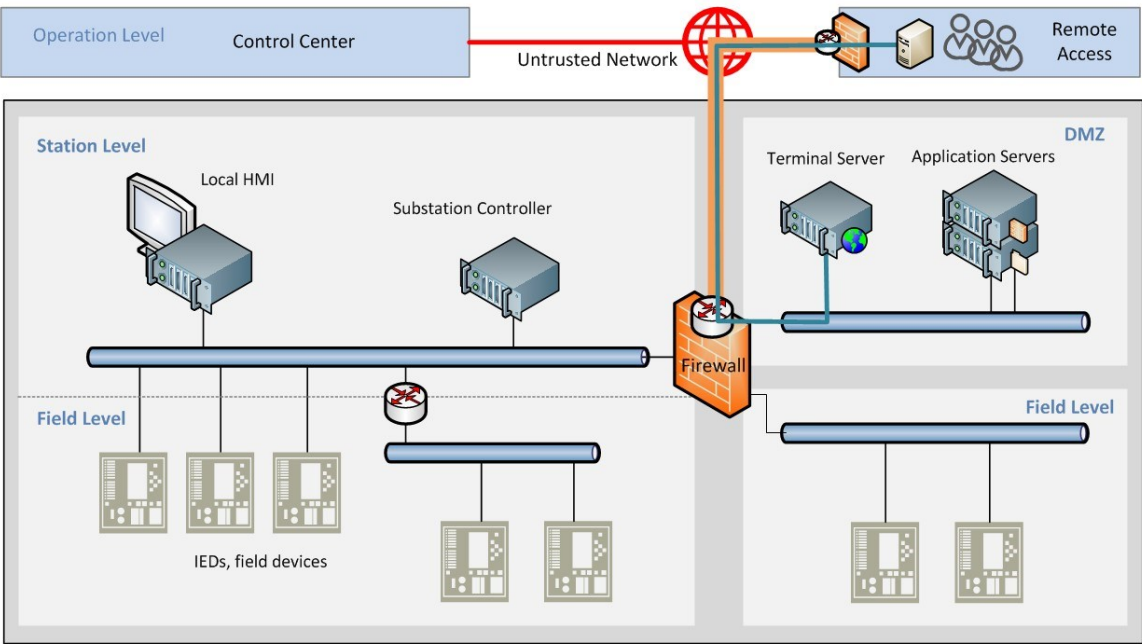 Operation Level
Control Center
Untrusted Network
Remote
Access
Station Level
Local HMI
Substation Controller
DMZ
Terminal Server
Application Servers
Firewall
Field Level
IEDs, field devices
Field Level